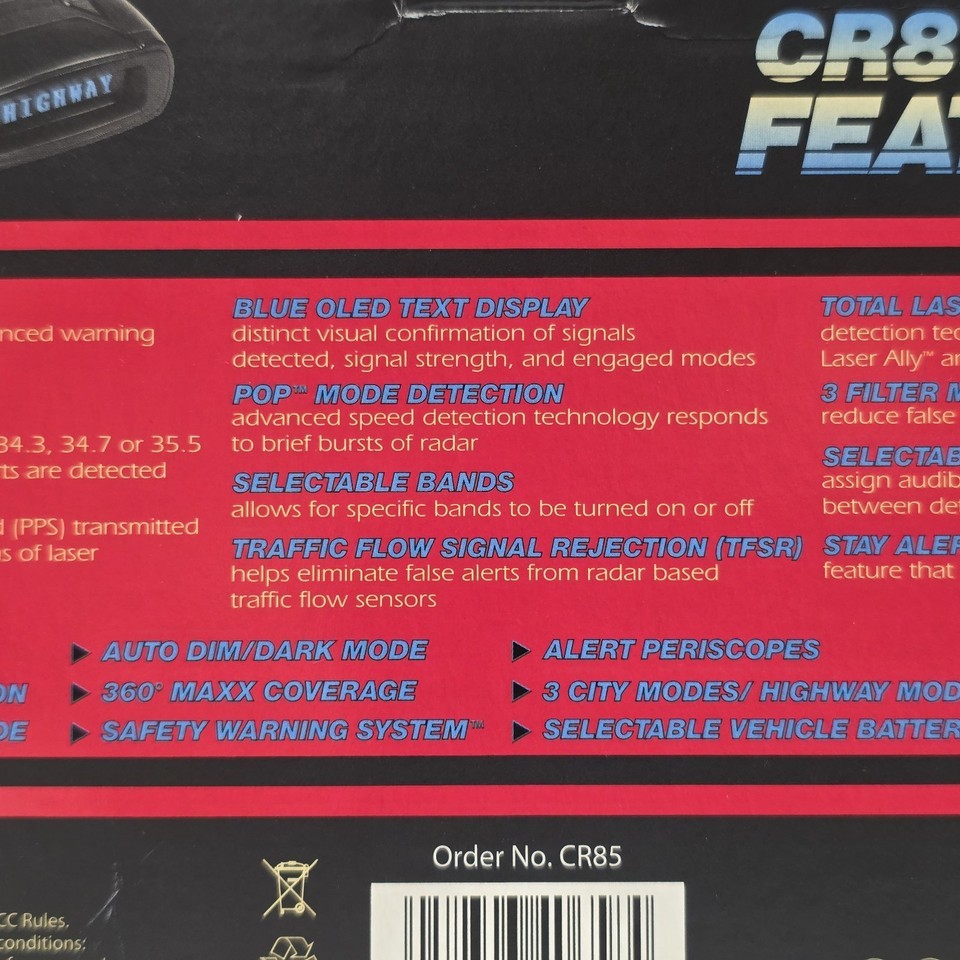 HIGHWAY
CR8
FEAT
nced warning
34.3, 34.7 or 35.5
ts are detected
(PPS) transmitted
s of laser
BLUE OLED TEXT DISPLAY
distinct visual confirmation of signals
detected, signal strength, and engaged modes
POP™ MODE DETECTION
advanced speed detection technology responds
to brief bursts of radar
SELECTABLE BANDS
allows for specific bands to be turned on or off
TRAFFIC FLOW SIGNAL REJECTION (TFSR)
helps eliminate false alerts from radar based
traffic flow sensors
TOTAL LAS
detection tec
Laser Ally™ an
3 FILTER M
reduce false
SELECTAB
assign audib
between det
STAY ALER
feature that
ON
DE
AUTO DIM/DARK MODE
360° MAXX COVERAGE
SAFETY WARNING SYSTEM™
ALERT PERISCOPES
3 CITY MODES/ HIGHWAY MOD
SELECTABLE VEHICLE BATTER
Order No. CR85
CC Rules.
conditions: